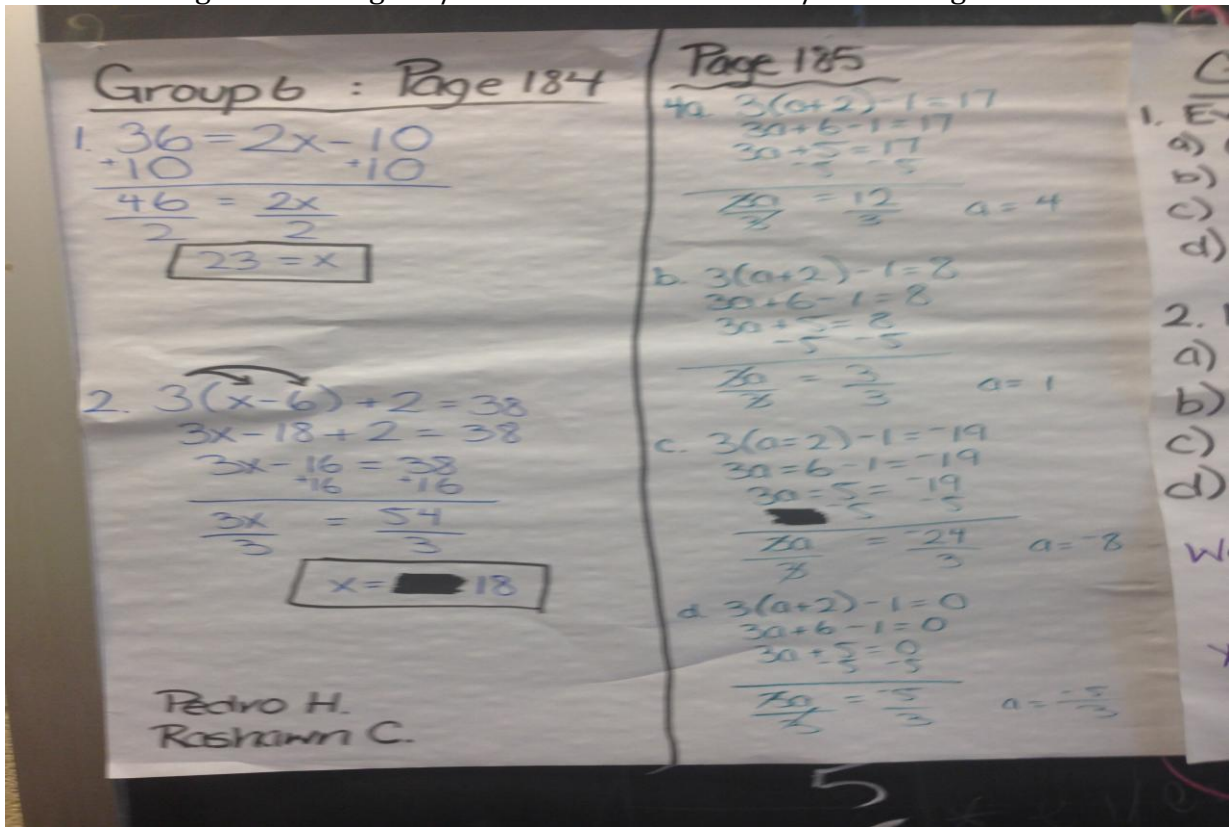 Group 6 : Page 184
1. 36 = 2x - 10
+10 +10
46 = 2x
2 2
23 = x
2. 3(x-6) + 2 = 38
3x - 18 + 2 = 38
3x - 16 = 38
+16 +16
3x = 54
3 3
x = 18
Pedro H.
Rashawn C.
Page 185
4a. 3(a+2) - 1 = 17
3a + 6 - 1 = 17
3a + 5 = 17
-5 -5
3a = 12
3 3
a = 4
b. 3(a+2) - 1 = 8
3a + 6 - 1 = 8
3a + 5 = 8
-5 -5
3a = 3
3 3
a = 1
c. 3(a=2) - 1 = -19
3a = 6 - 1 = -19
3a = 5 = -19
-5 -5
3a = -24
3 3
a = -8
d. 3(a+2) - 1 = 0
3a + 6 - 1 = 0
3a + 5 = 0
-5 -5
3a = -5
3 3
a = -5/3
1.
a)
b)
c)
d)
2.
a)
b)
c)
d)
5